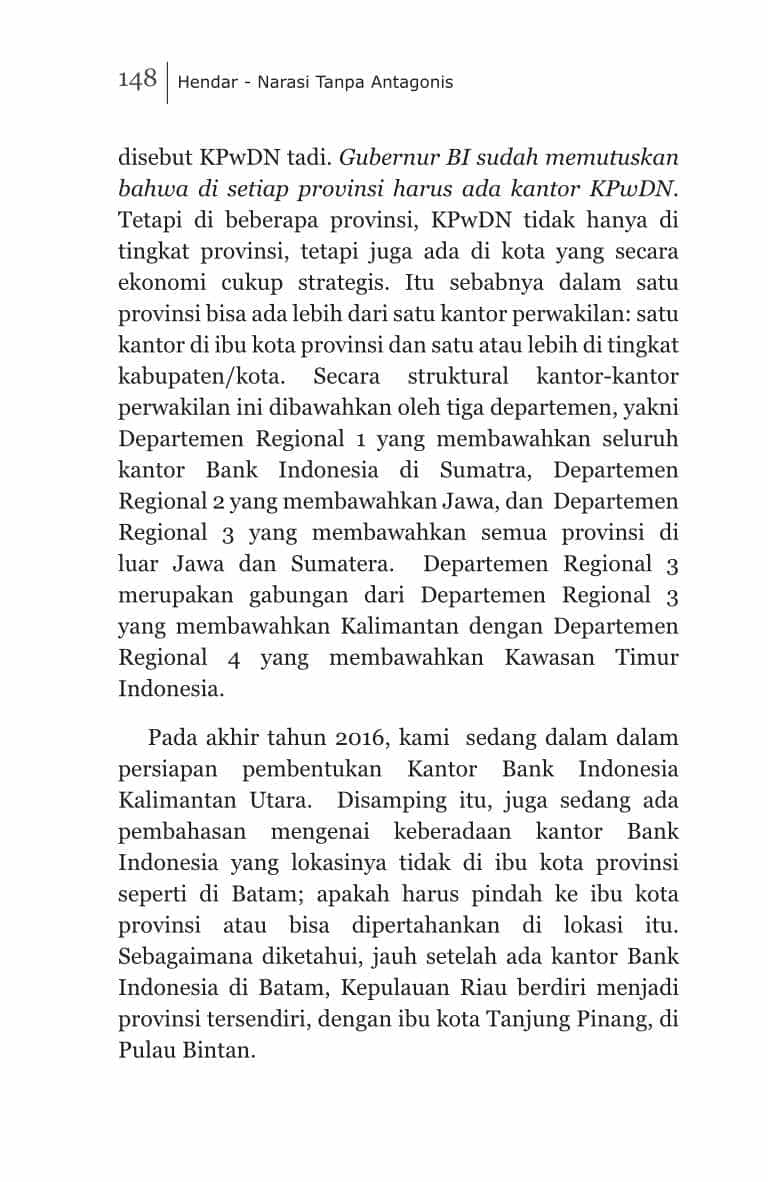 148 Hendar - Narasi Tanpa Antagonis
disebut KPwDN tadi. Gubernur BI sudah memutuskan
bahwa di setiap provinsi harus ada kantor KPwDN.
Tetapi di beberapa provinsi, KPwDN tidak hanya di
tingkat provinsi, tetapi juga ada di kota yang secara
ekonomi cukup strategis. Itu sebabnya dalam satu
provinsi bisa ada lebih dari satu kantor perwakilan: satu
kantor di ibu kota provinsi dan satu atau lebih di tingkat
kabupaten/kota. Secara struktural kantor-kantor
perwakilan ini dibawahkan oleh tiga departemen, yakni
Departemen Regional 1 yang membawahkan seluruh
kantor Bank Indonesia di Sumatra, Departemen
Regional 2 yang membawahkan Jawa, dan Departemen
Regional 3 yang membawahkan semua provinsi di
luar Jawa dan Sumatera. Departemen Regional 3
merupakan gabungan dari Departemen Regional 3
yang membawahkan Kalimantan dengan Departemen
Regional 4 yang membawahkan Kawasan Timur
Indonesia.
Pada akhir tahun 2016, kami sedang dalam dalam
persiapan pembentukan Kantor Bank Indonesia
Kalimantan Utara. Disamping itu, juga sedang ada
pembahasan mengenai keberadaan kantor Bank
Indonesia yang lokasinya tidak di ibu kota provinsi
seperti di Batam; apakah harus pindah ke ibu kota
provinsi atau bisa dipertahankan di lokasi itu.
Sebagaimana diketahui, jauh setelah ada kantor Bank
Indonesia di Batam, Kepulauan Riau berdiri menjadi
provinsi tersendiri, dengan ibu kota Tanjung Pinang, di
Pulau Bintan.